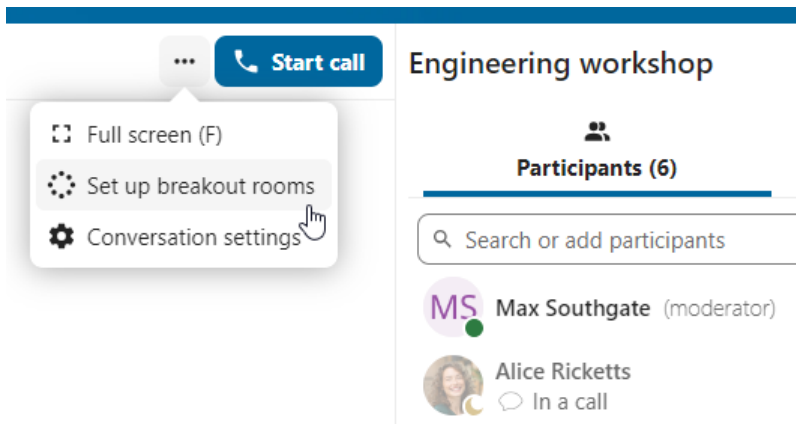 Start call
Full screen (F)
Set up breakout rooms
Conversation settings
Engineering workshop
Participants (6)
Search or add participants
MS Max Southgate (moderator)
Alice Ricketts
In a call